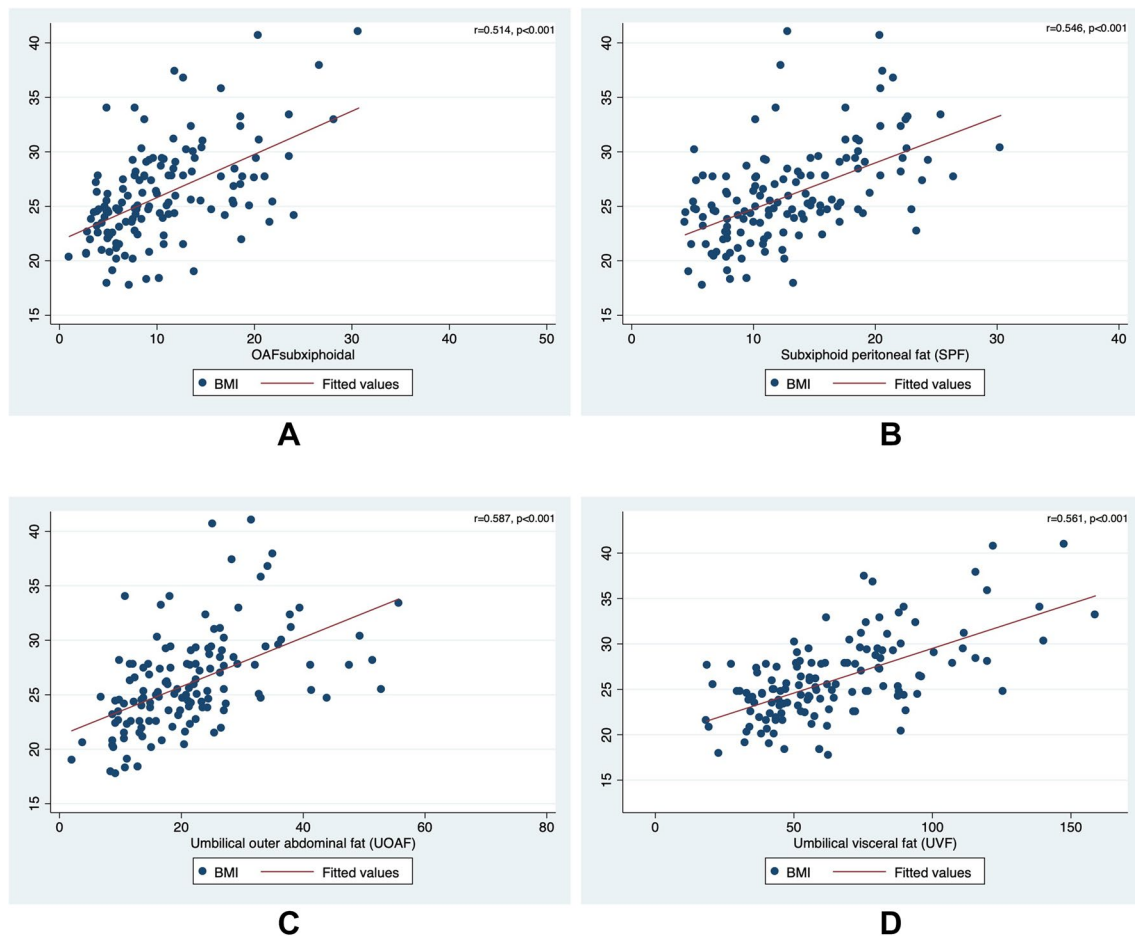 r=0.514, p<0.001
40
35
30
25
20
15
0 10 20 30 40 50
OAFsubxiphoidal
BMI Fitted values
A
r=0.546, p<0.001
40
35
30
25
20
15
0 10 20 30 40
Subxiphoid peritoneal fat (SPF)
BMI Fitted values
B
r=0.587, p<0.001
40
35
30
25
20
15
0 20 40 60 80
Umbilical outer abdominal fat (UOAF)
BMI Fitted values
C
r=0.561, p<0.001
40
35
30
25
20
15
0 50 100 150
Umbilical visceral fat (UVF)
BMI Fitted values
D